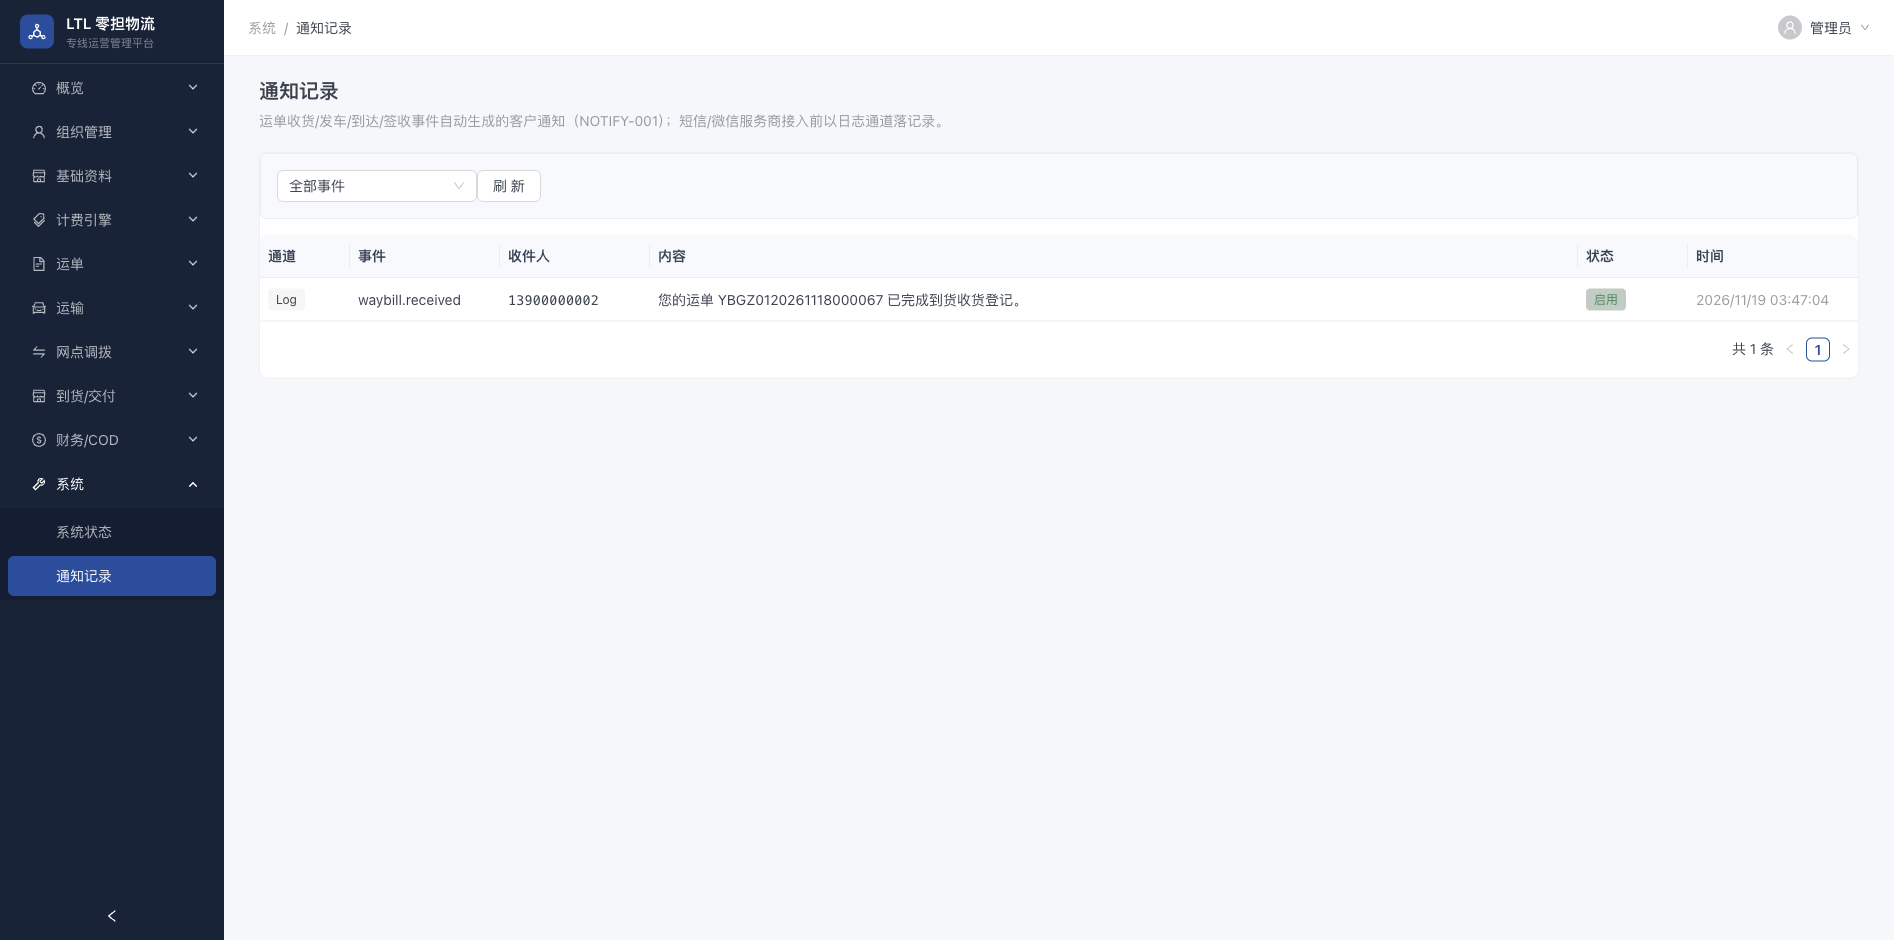 LTL 零担物流
专线运营管理平台
概览
组织管理
基础资料
计费引擎
运单
运输
网点调拨
到货/交付
财务/COD
系统
系统状态
通知记录
系统 / 通知记录
管理员
通知记录
运单收货/发车/到达/签收事件自动生成的客户通知（NOTIFY-001)；短信/微信服务商接入前以日志通道落记录。
全部事件 刷 新
通道 事件 收件人 内容 状态 时间
Log waybill.received 13900000002 您的运单 YBGZ0120261118000067 已完成到货收货登记。 启用 2026/11/19 03:47:04
共 1 条 1